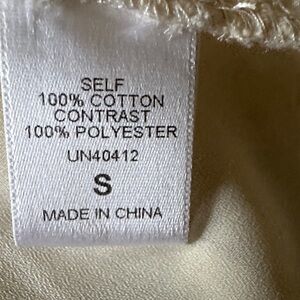 SELF
100% COTTON
CONTRAST
100% POLYESTER
UN40412
S
MADE IN CHINA